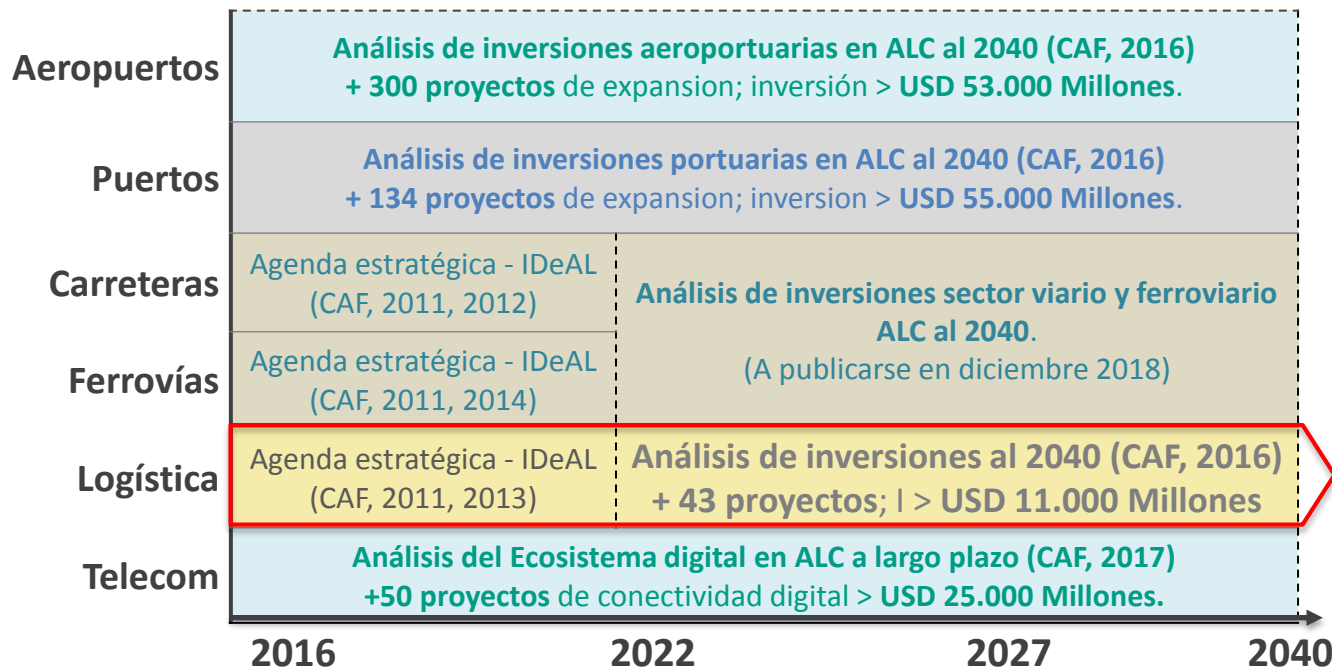 Aeropuertos
Análisis de inversiones aeroportuarias en ALC al 2040 (CAF, 2016)
+ 300 proyectos de expansion; inversión > USD 53.000 Millones.
Puertos
Análisis de inversiones portuarias en ALC al 2040 (CAF, 2016)
+ 134 proyectos de expansion; inversion > USD 55.000 Millones.
Carreteras
Agenda estratégica - IDeAL
(CAF, 2011, 2012)
Ferrovías
Agenda estratégica - IDeAL
(CAF, 2011, 2014)
Análisis de inversiones sector viario y ferroviario
ALC al 2040.
(A publicarse en diciembre 2018)
Logística
Agenda estratégica - IDeAL
(CAF, 2011, 2013)
Análisis de inversiones al 2040 (CAF, 2016)
+ 43 proyectos; I > USD 11.000 Millones
Telecom
Análisis del Ecosistema digital en ALC a largo plazo (CAF, 2017)
+50 proyectos de conectividad digital > USD 25.000 Millones.
2016 2022 2027 2040